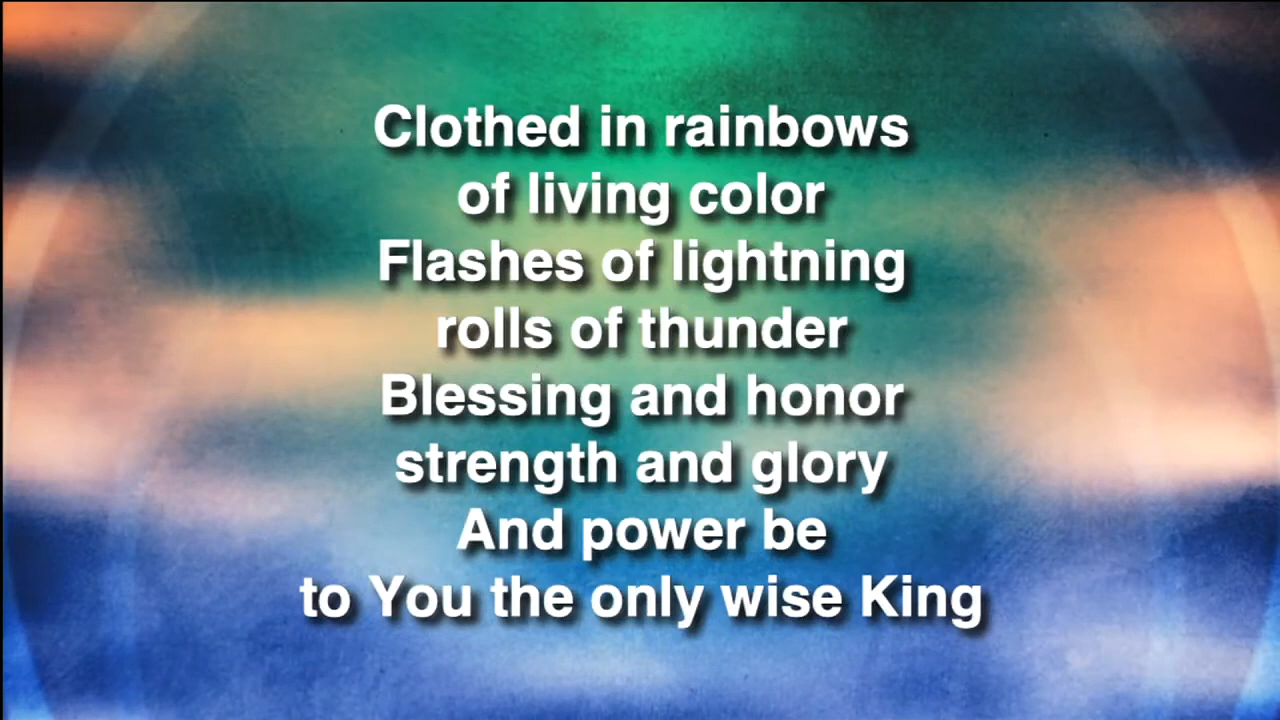 Clothed in rainbows
of living color
Flashes of lightning
rolls of thunder
Blessing and honor
strength and glory
And power be
to You the only wise King